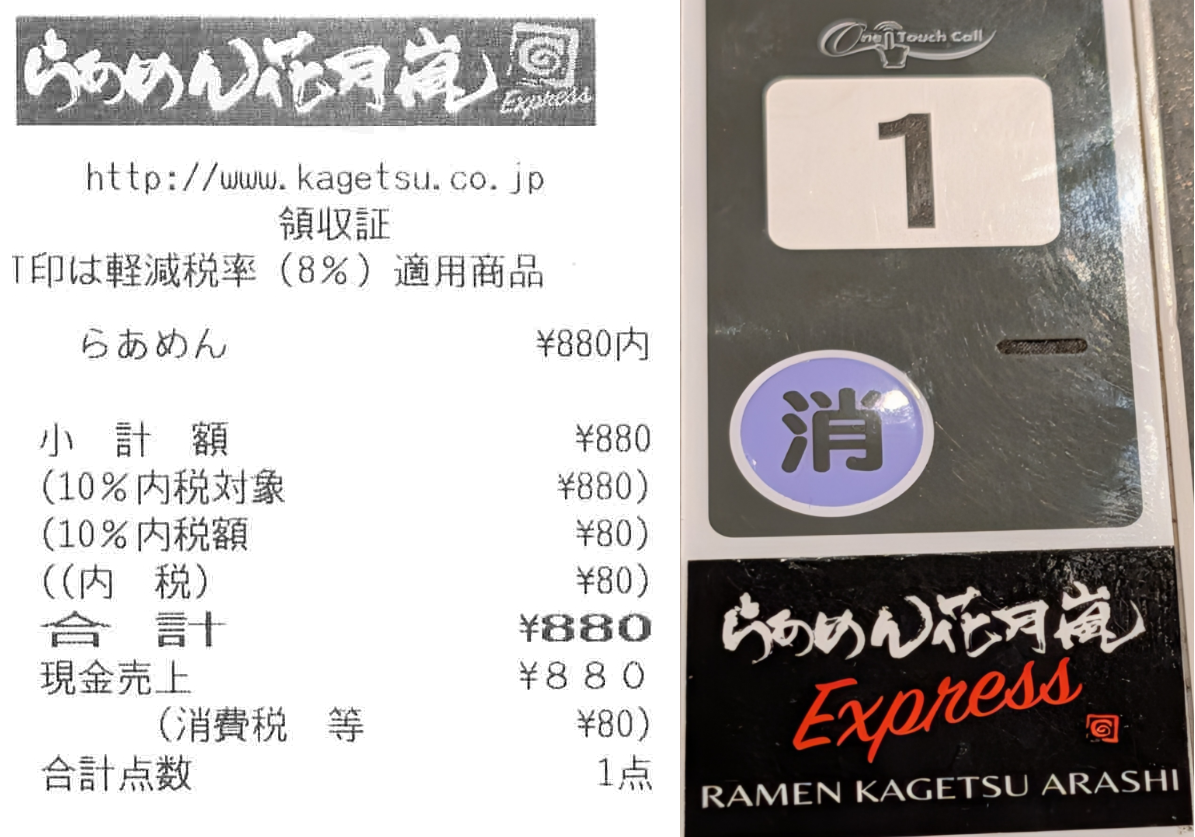 らあめん花月嵐
Express
http://www.kagetsu.co.jp
領収証
T印は軽減税率（8%）適用商品
らあめん ¥880内
小 計 額 ¥880
(10%内税対象 ¥880)
(10%内税額 ¥80)
((内 税) ¥80)
合 計 ¥880
現金売上 ¥８８０
(消費税 等 ¥80)
合計点数 1点
One Touch Call
1
消
らあめん花月嵐
Express
RAMEN KAGETSU ARASHI